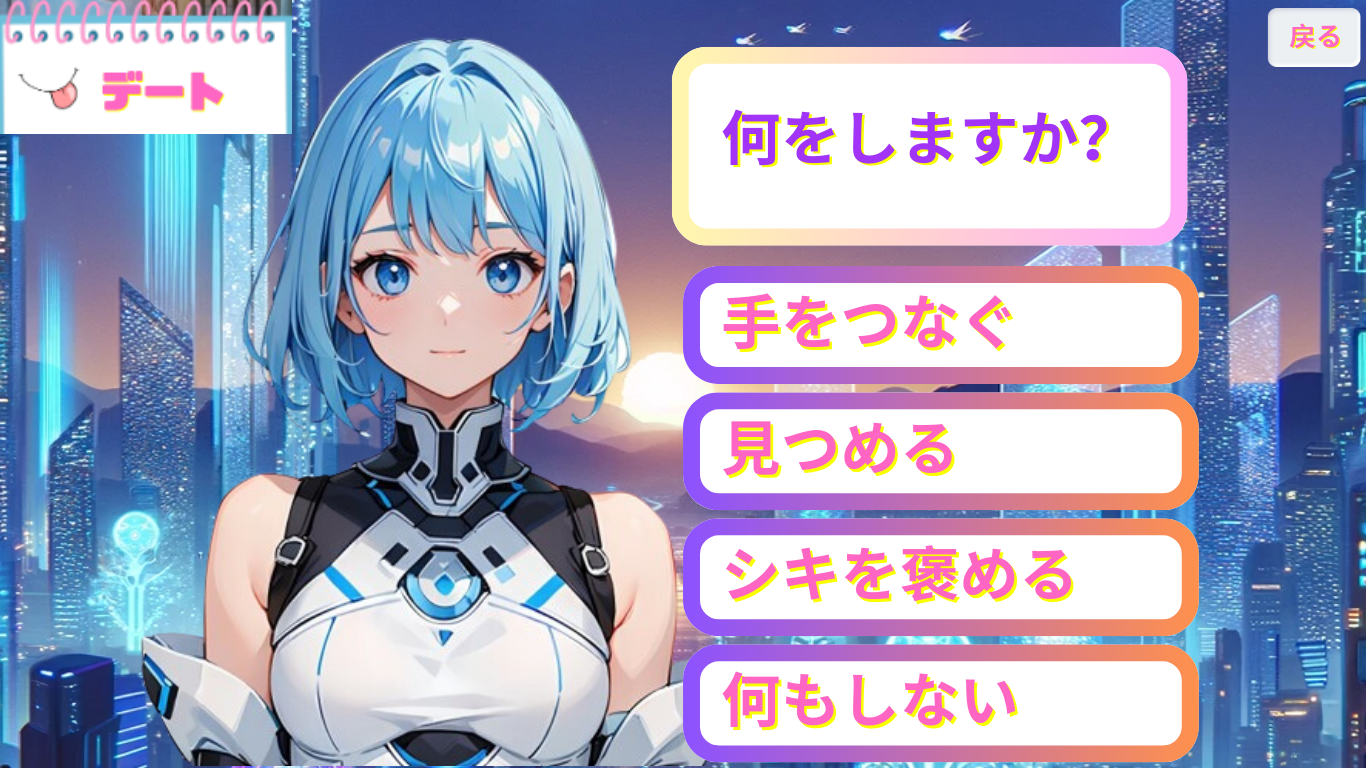 デート
戻る
何をしますか?
手をつなぐ
見つめる
シキを褒める
何もしない